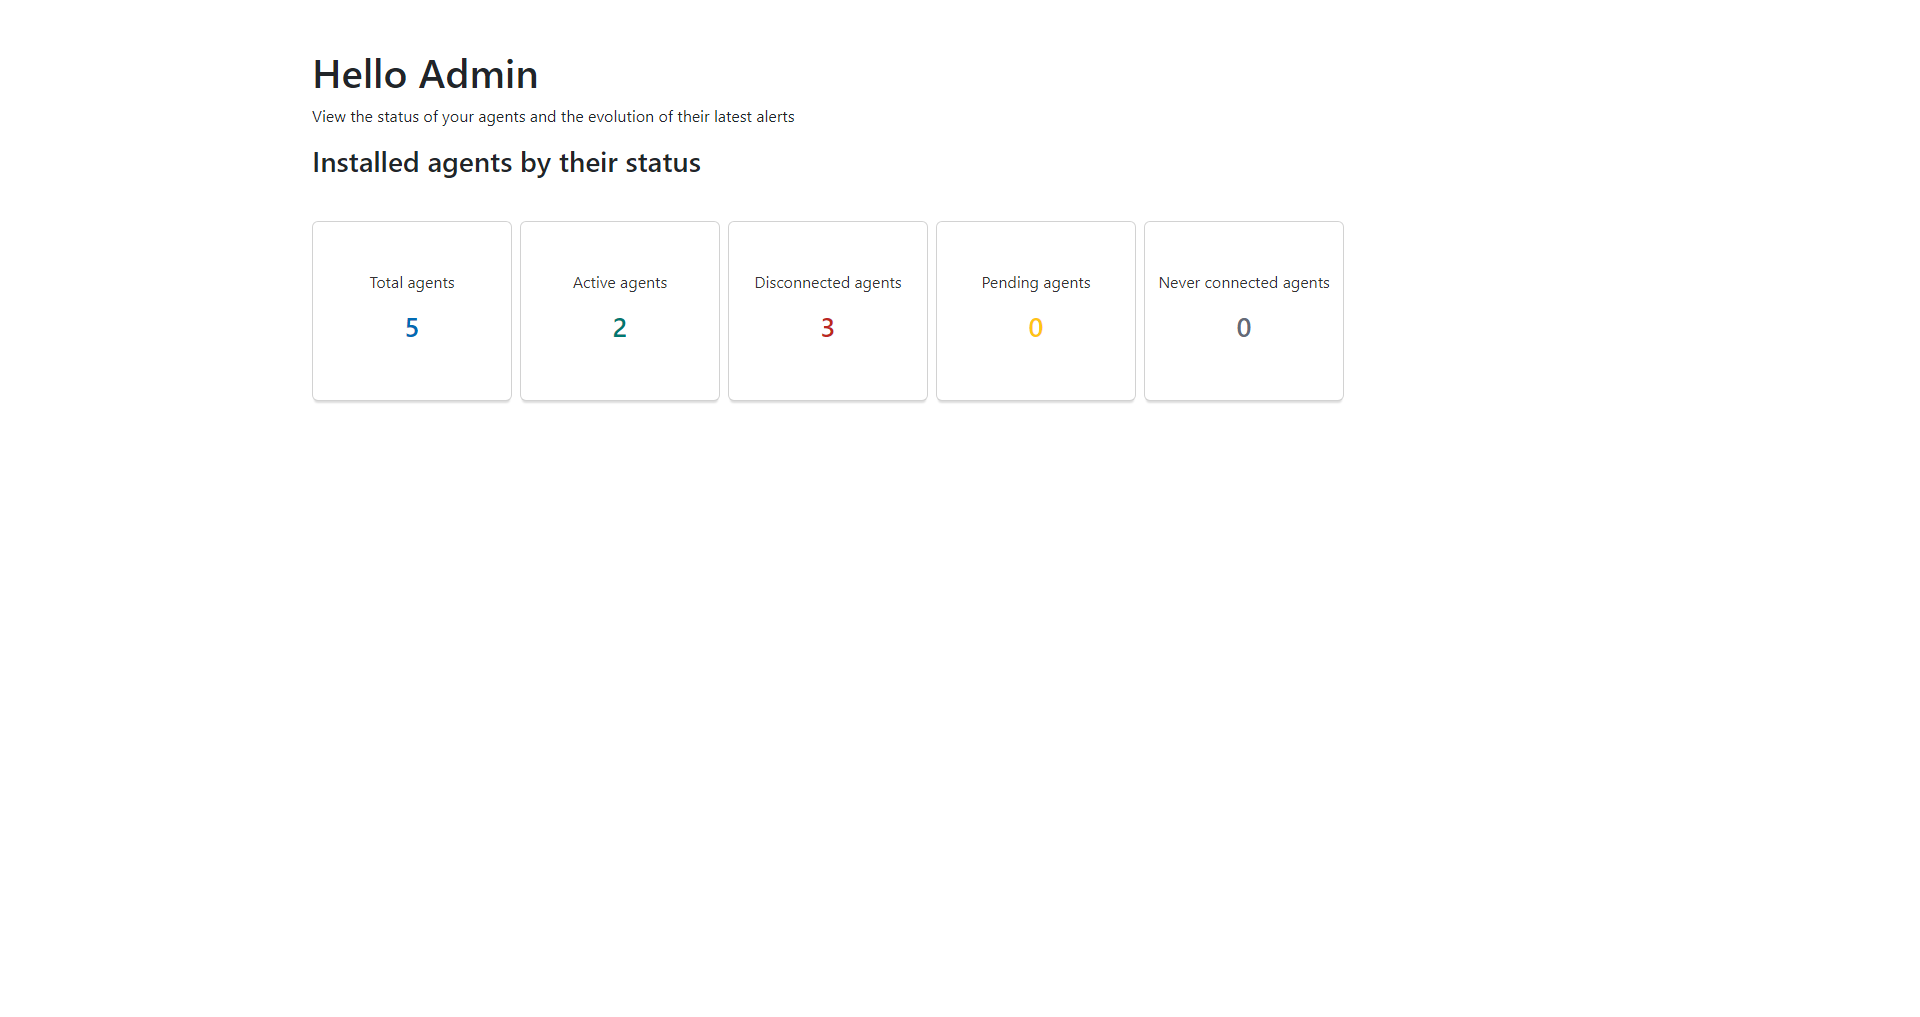 Hello Admin
View the status of your agents and the evolution of their latest alerts
Installed agents by their status
Total agents
5
Active agents
2
Disconnected agents
3
Pending agents
0
Never connected agents
0